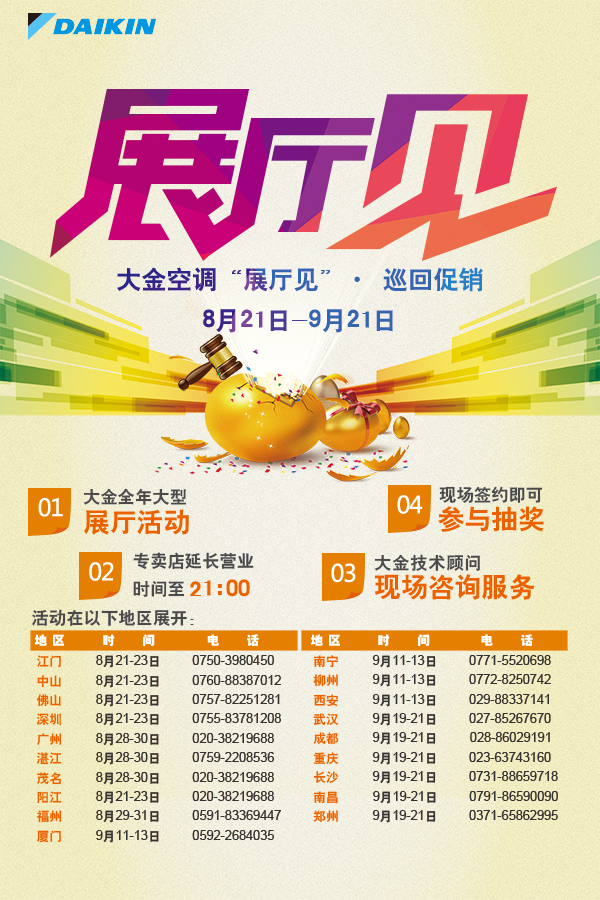 DAIKIN
展厅见
大金空调“展厅见”· 巡回促销
8月21日—9月21日
01
大金全年大型
展厅活动
04
现场签约即可
参与抽奖
02
专卖店延长营业
时间至 21:00
03
大金技术顾问
现场咨询服务
活动在以下地区展开:
地 区 时 间 电 话
江门 8月21-23日 0750-3980450
中山 8月21-23日 0760-88387012
佛山 8月21-23日 0757-82251281
深圳 8月21-23日 0755-83781208
广州 8月28-30日 020-38219688
湛江 8月28-30日 0759-2208536
茂名 8月28-30日 020-38219688
阳江 8月21-23日 020-38219688
福州 8月29-31日 0591-83369447
厦门 9月11-13日 0592-2684035
地 区 时 间 电 话
南宁 9月11-13日 0771-5520698
柳州 9月11-13日 0772-8250742
西安 9月11-13日 029-88337141
武汉 9月19-21日 027-85267670
成都 9月19-21日 028-86029191
重庆 9月19-21日 023-63743160
长沙 9月19-21日 0731-88659718
南昌 9月19-21日 0791-86590090
郑州 9月19-21日 0371-65862995